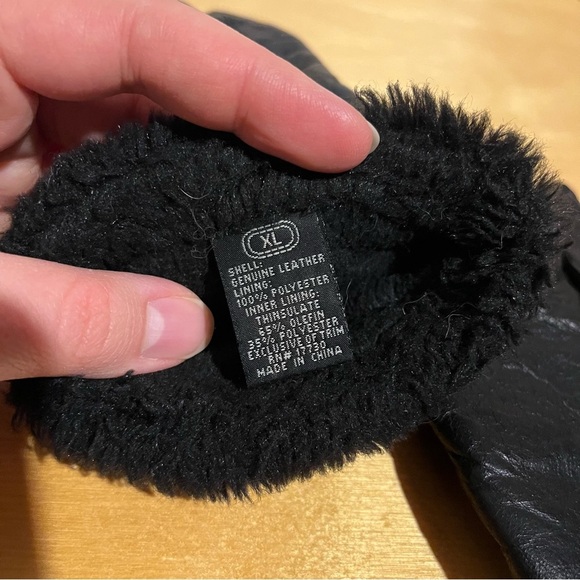 XL
SHELL:
GENUINE LEATHER
LINING:
100% POLYESTER
INNER LINING:
THINSULATE
65% OLEFIN
35% POLYESTER
EXCLUSIVE OF TRIM
RN# 17730
MADE IN CHINA